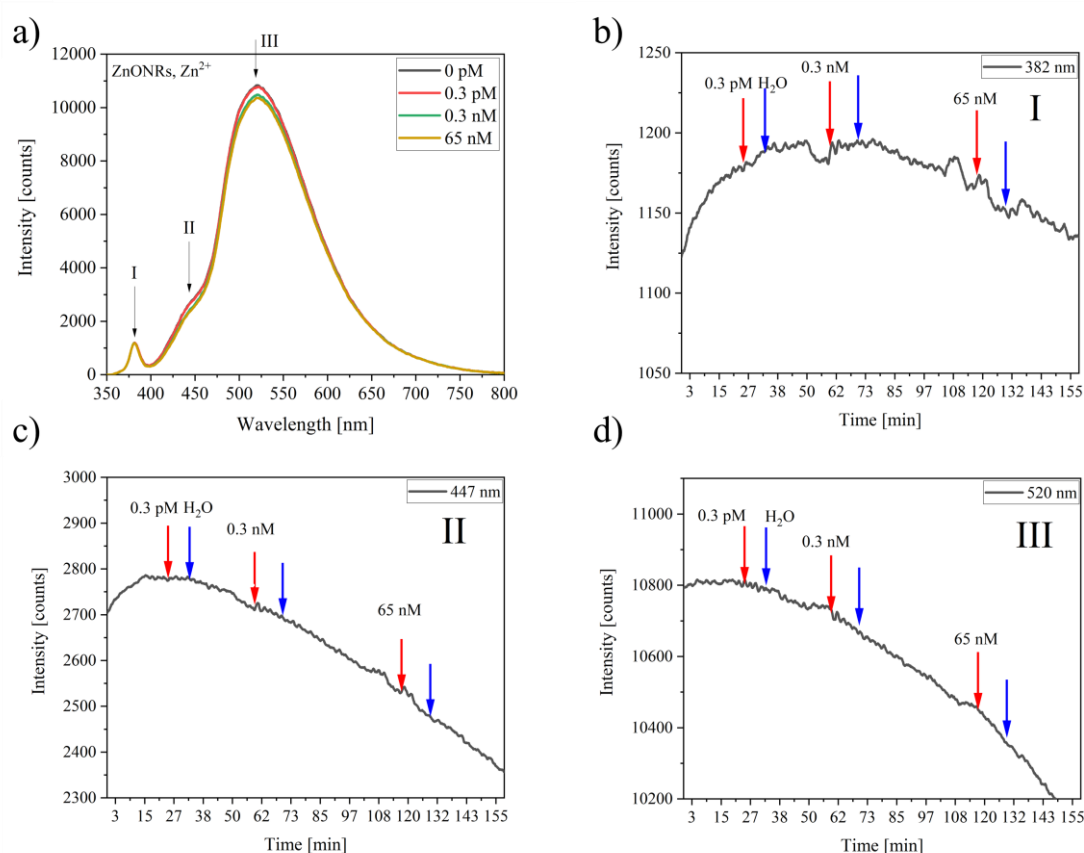 a)
ZnONRs, Zn²⁺
I
II
III
0 pM
0.3 pM
0.3 nM
65 nM
12000
10000
8000
6000
4000
2000
0
350 400 450 500 550 600 650 700 750 800
Intensity [counts]
Wavelength [nm]
b)
382 nm
I
0.3 pM H₂O
0.3 nM
65 nM
1250
1200
1150
1100
1050
3 15 27 38 50 62 73 85 97 108 120 132 143 155
Intensity [counts]
Time [min]
c)
447 nm
II
0.3 pM H₂O
0.3 nM
65 nM
3000
2900
2800
2700
2600
2500
2400
2300
3 15 27 38 50 62 73 85 97 108 120 132 143 155
Intensity [counts]
Time [min]
d)
520 nm
III
0.3 pM H₂O
0.3 nM
65 nM
11000
10800
10600
10400
10200
3 15 27 38 50 62 73 85 97 108 120 132 143 155
Intensity [counts]
Time [min]